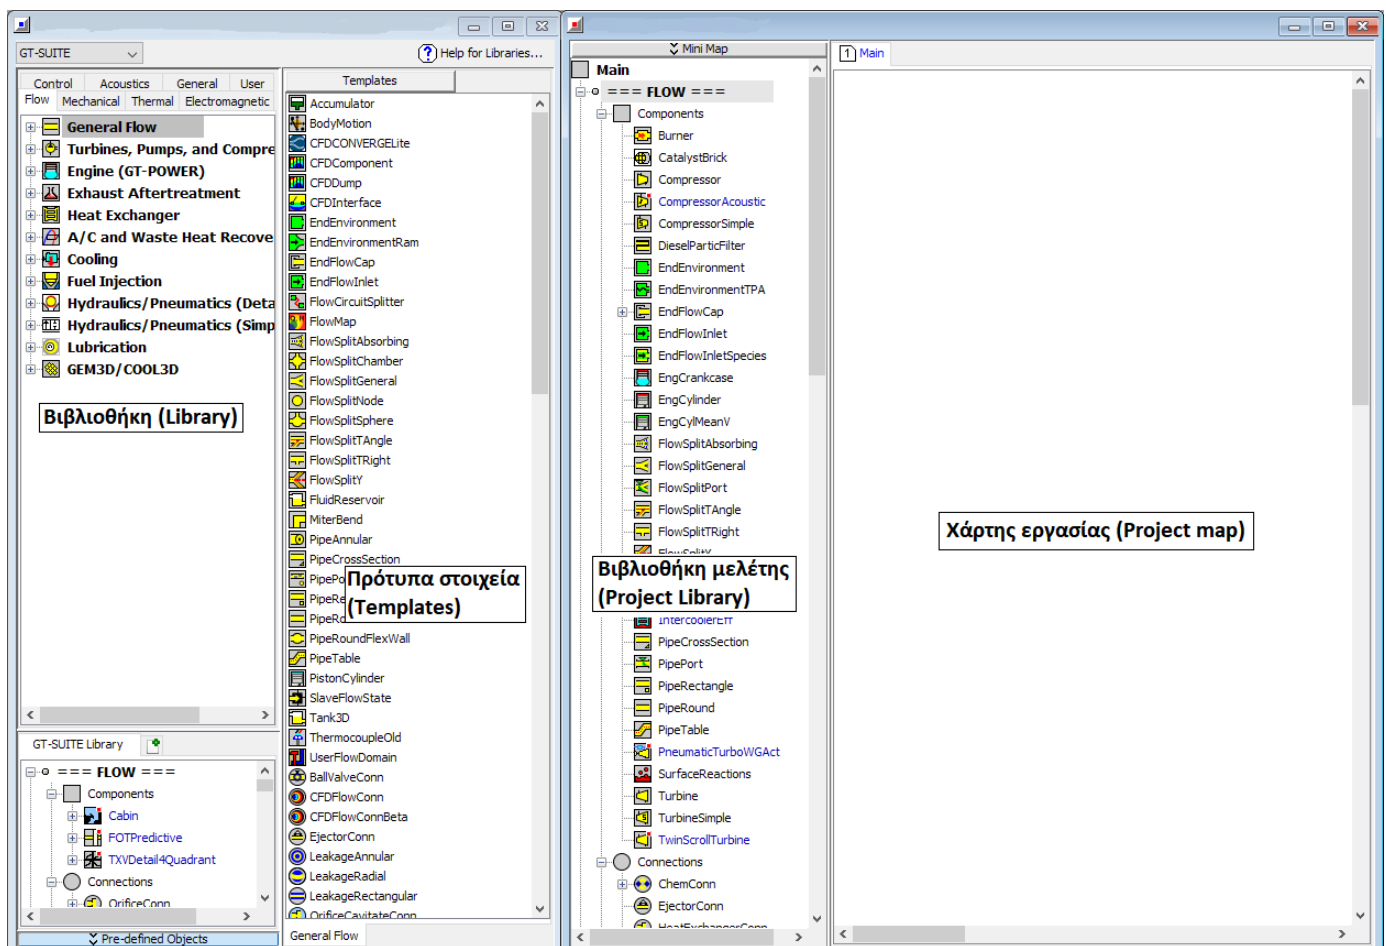 GT-SUITE
Help for Libraries...
Control Acoustics General User
Flow Mechanical Thermal Electromagnetic
General Flow
Turbines, Pumps, and Compre
Engine (GT-POWER)
Exhaust Aftertreatment
Heat Exchanger
A/C and Waste Heat Recove
Cooling
Fuel Injection
Hydraulics/Pneumatics (Deta
Hydraulics/Pneumatics (Simp
Lubrication
GEM3D/COOL3D
Βιβλιοθήκη (Library)
GT-SUITE Library
=== FLOW ===
Components
Cabin
FOTPredictive
TXVDetail4Quadrant
Connections
OrificeConn
Pre-defined Objects
Templates
Accumulator
BodyMotion
CFDCONVERGELite
CFDComponent
CFDDump
CFDInterface
EndEnvironment
EndEnvironmentRam
EndFlowCap
EndFlowInlet
FlowCircuitSplitter
FlowMap
FlowSplitAbsorbing
FlowSplitChamber
FlowSplitGeneral
FlowSplitNode
FlowSplitSphere
FlowSplitTAngle
FlowSplitTRight
FlowSplitY
FluidReservoir
MiterBend
PipeAnnular
PipeCrossSection
PipePo
PipeRe
PipeRo
Πρότυπα στοιχεία
(Templates)
PipeRoundFlexWall
PipeTable
PistonCylinder
SlaveFlowState
Tank3D
ThermocoupleOld
UserFlowDomain
BallValveConn
CFDFlowConn
CFDFlowConnBeta
EjectorConn
LeakageAnnular
LeakageRadial
LeakageRectangular
OrificeCavitateConn
General Flow
Mini Map
Main
=== FLOW ===
Components
Burner
CatalystBrick
Compressor
CompressorAcoustic
CompressorSimple
DieselParticFilter
EndEnvironment
EndEnvironmentTPA
EndFlowCap
EndFlowInlet
EndFlowInletSpecies
EngCrankcase
EngCylinder
EngCylMeanV
FlowSplitAbsorbing
FlowSplitGeneral
FlowSplitPort
FlowSplitTAngle
FlowSplitTRight
FlowSplitY
Βιβλιοθήκη μελέτης
(Project Library)
IntercoolerEff
PipeCrossSection
PipePort
PipeRectangle
PipeRound
PipeTable
PneumaticTurboWGAct
SurfaceReactions
Turbine
TurbineSimple
TwinScrollTurbine
Connections
ChemConn
EjectorConn
HeatExchangerConn
1 Main
Χάρτης εργασίας (Project map)